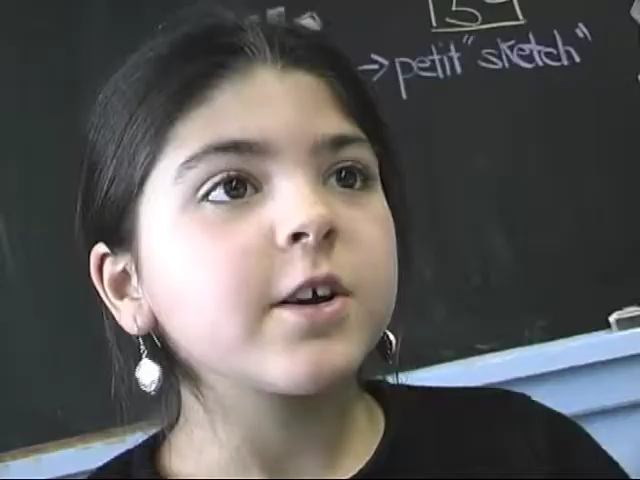 → petit "sketch"